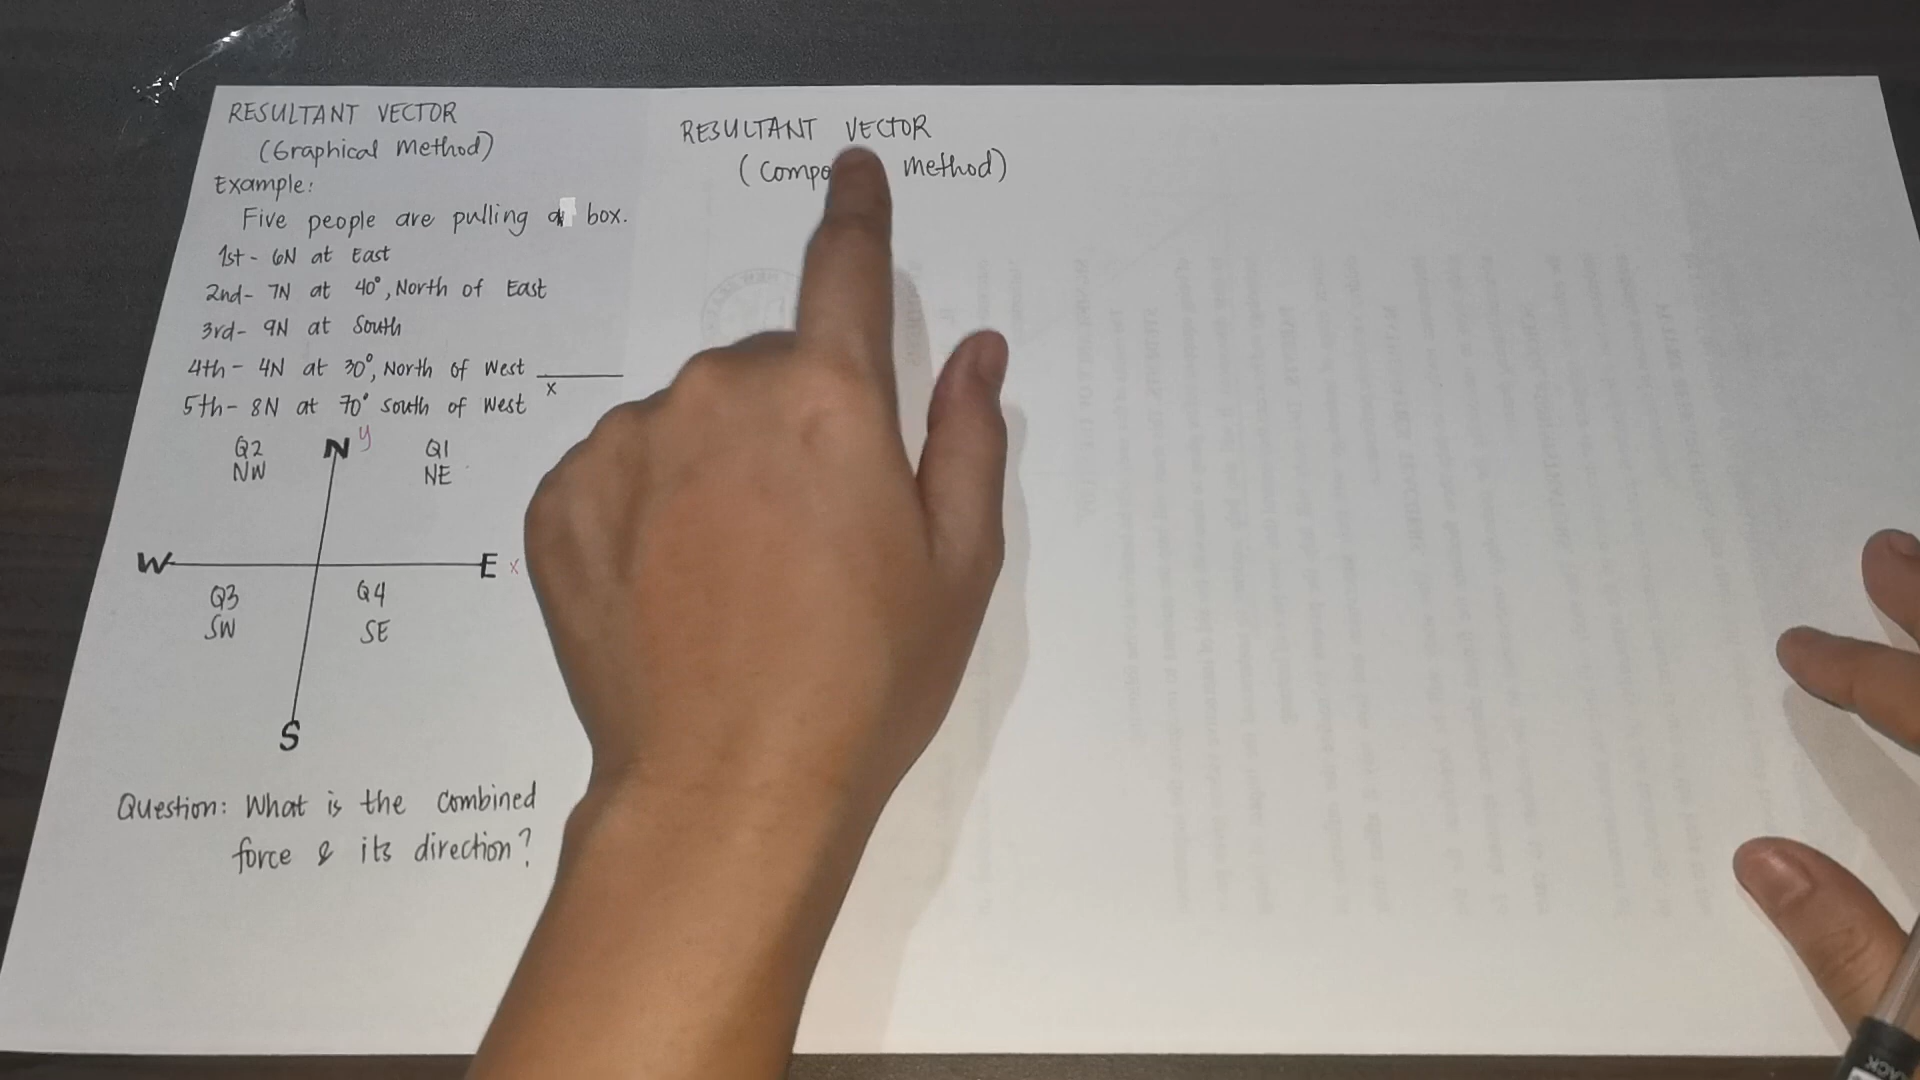 RESULTANT VECTOR
(Graphical method)
Example:
Five people are pulling a box.
1st - 6N at East
2nd- 7N at 40°, North of East
3rd- 9N at South
4th - 4N at 30°, North of West
x
5th- 8N at 70° South of West
Q2
NW
N y
Q1
NE
W
E x
Q3
SW
Q4
SE
S
Question: What is the combined
force & its direction?
RESULTANT VECTOR
( method)